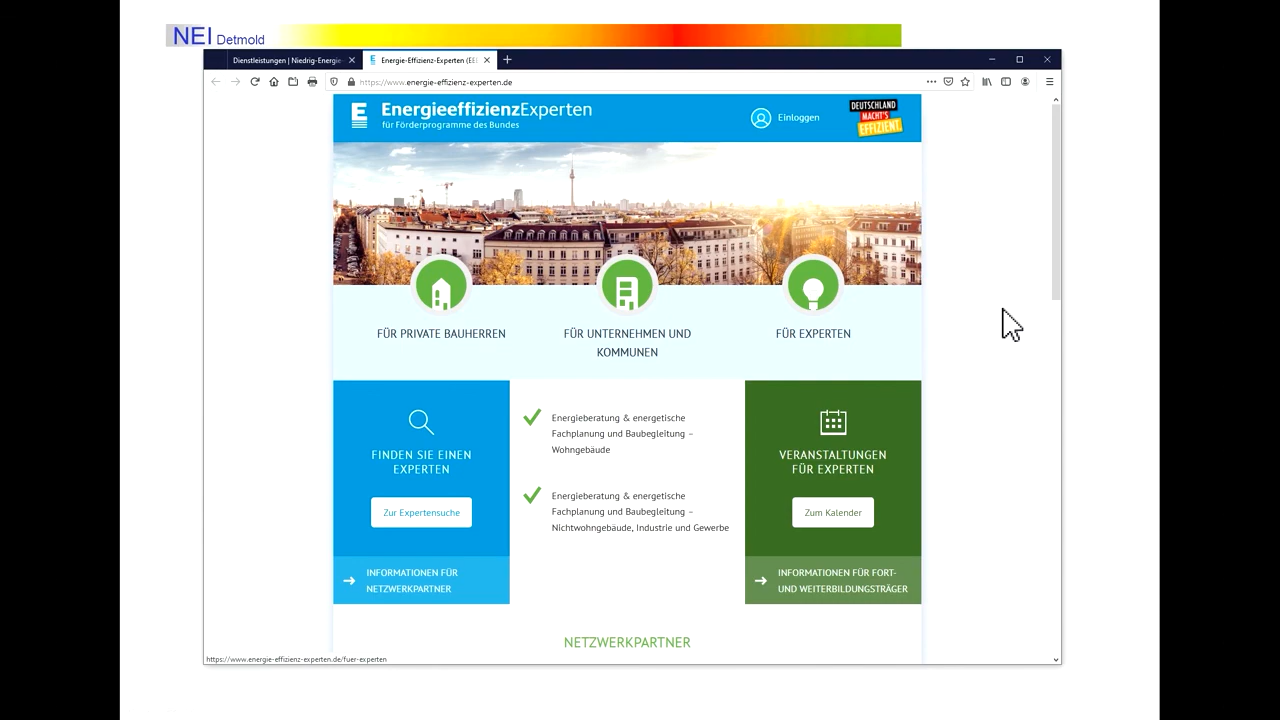 NEI Detmold
Dienstleistungen | Niedrig-Energie-
Energie-Effizienz-Experten (EEE
https://www.energie-effizienz-experten.de
EnergieeffizienzExperten
für Förderprogramme des Bundes
Einloggen
DEUTSCHLAND
MACHT'S
EFFIZIENT.
FÜR PRIVATE BAUHERREN
FÜR UNTERNEHMEN UND
KOMMUNEN
FÜR EXPERTEN
FINDEN SIE EINEN
EXPERTEN
Zur Expertensuche
INFORMATIONEN FÜR
NETZWERKPARTNER
Energieberatung & energetische
Fachplanung und Baubegleitung –
Wohngebäude
Energieberatung & energetische
Fachplanung und Baubegleitung –
Nichtwohngebäude, Industrie und Gewerbe
VERANSTALTUNGEN
FÜR EXPERTEN
Zum Kalender
INFORMATIONEN FÜR FORT-
UND WEITERBILDUNGSTRÄGER
NETZWERKPARTNER
https://www.energie-effizienz-experten.de/fuer-experten